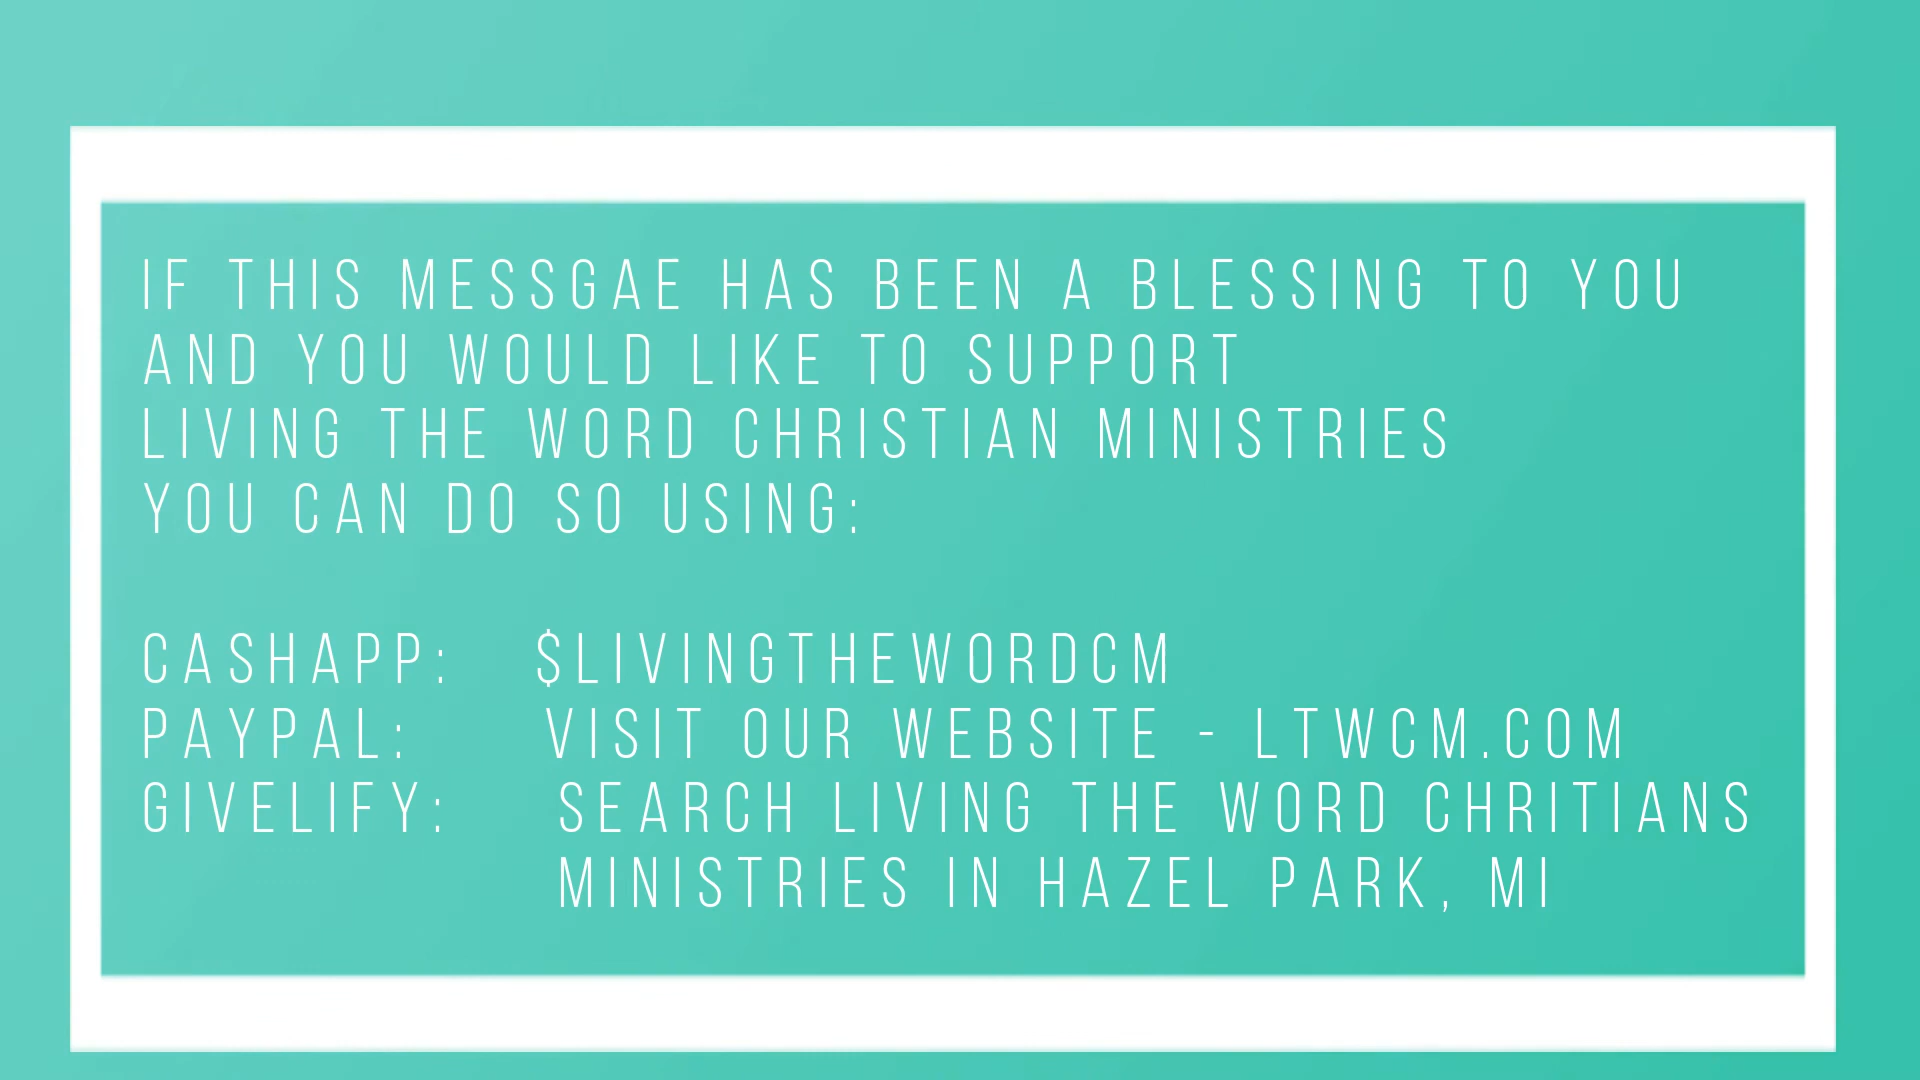 IF THIS MESSGAE HAS BEEN A BLESSING TO YOU
AND YOU WOULD LIKE TO SUPPORT
LIVING THE WORD CHRISTIAN MINISTRIES
YOU CAN DO SO USING:
CASHAPP: $LIVINGTHEWORDCM
PAYPAL: VISIT OUR WEBSITE - LTWCM.COM
GIVELIFY: SEARCH LIVING THE WORD CHRITIANS
MINISTRIES IN HAZEL PARK, MI